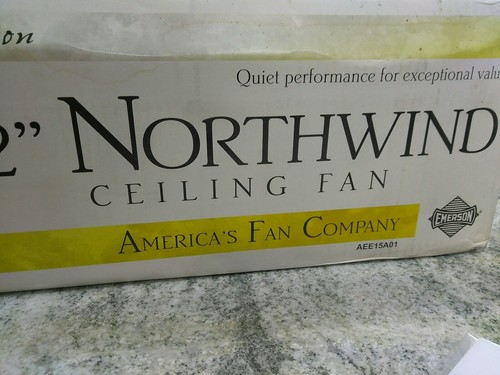 on
Quiet performance for exceptional valu
2” NORTHWIND
CEILING FAN
AMERICA'S FAN COMPANY
EMERSON
AEE15A01